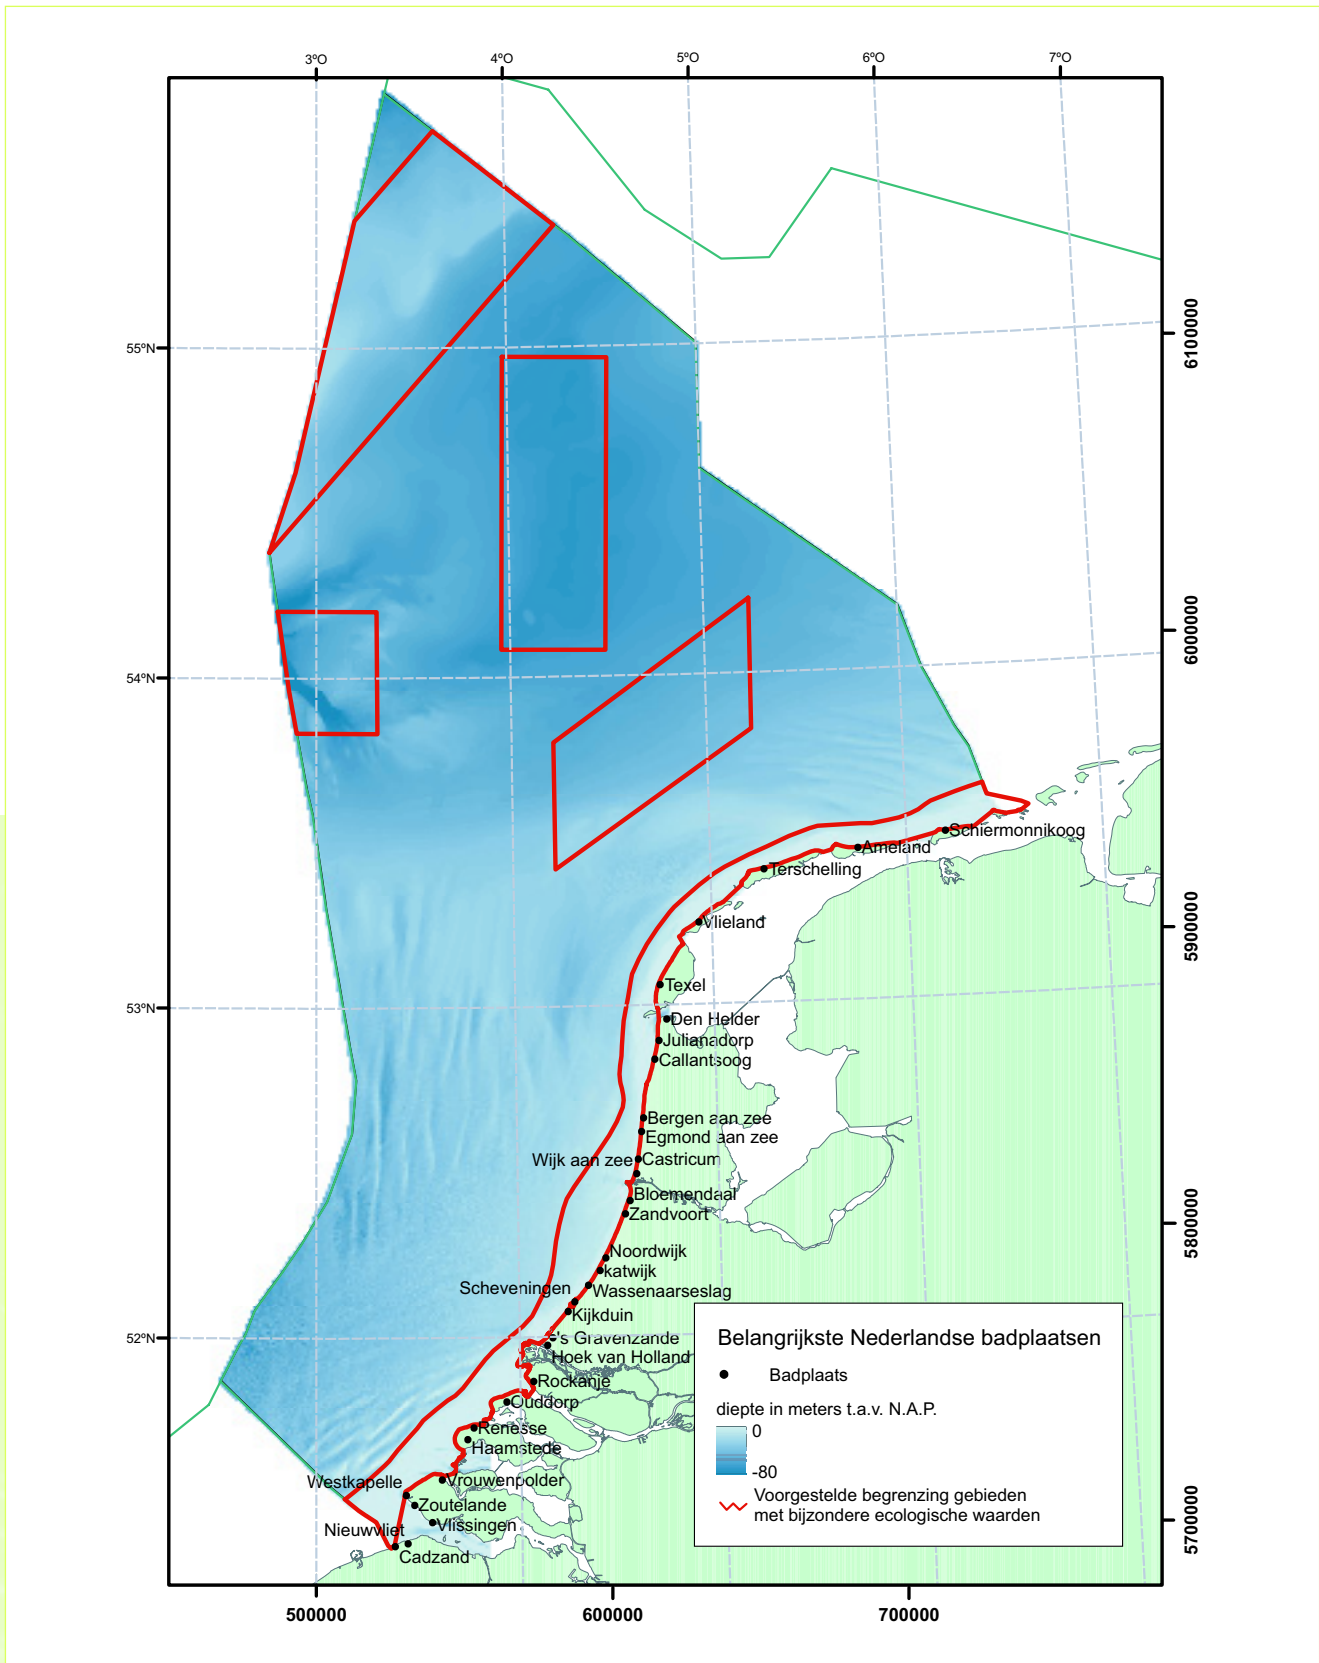 3ºO
4ºO
5ºO
6ºO
7ºO
55ºN
54ºN
53ºN
52ºN
6100000
6000000
5900000
5800000
5700000
500000
600000
700000
Schiermonnikoog
Ameland
Terschelling
Vlieland
Texel
Den Helder
Julianadorp
Callantsoog
Bergen aan zee
Egmond aan zee
Wijk aan zee
Castricum
Bloemendaal
Zandvoort
Noordwijk
katwijk
Scheveningen
Wassenaarseslag
Kijkduin
's Gravenzande
Hoek van Holland
Rockanje
Ouddorp
Renesse
Haamstede
Westkapelle
Vrouwenpolder
Zoutelande
Nieuwvliet
Vlissingen
Cadzand
Belangrijkste Nederlandse badplaatsen
Badplaats
diepte in meters t.a.v. N.A.P.
0
-80
Voorgestelde begrenzing gebieden
met bijzondere ecologische waarden